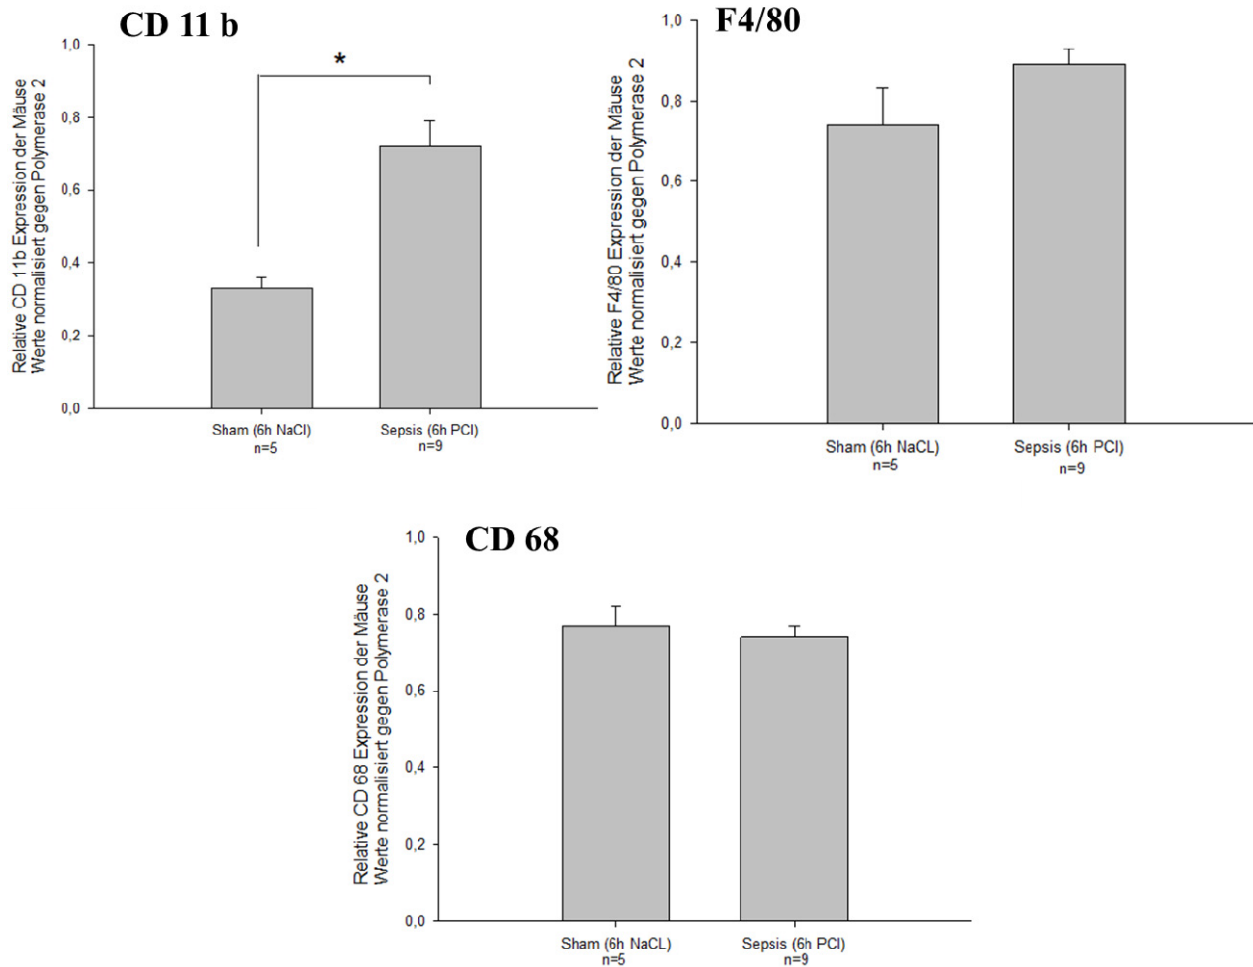 CD 11 b
Relative CD 11b Expression der Mäuse
Werte normalisiert gegen Polymerase 2
1,0
0,8
0,6
0,4
0,2
0,0
*
Sham (6h NaCl)
n=5
Sepsis (6h PCI)
n=9
F4/80
Relative F4/80 Expression der Mäuse
Werte normalisiert gegen Polymerase 2
1,0
0,8
0,6
0,4
0,2
0,0
Sham (6h NaCL)
n=5
Sepsis (6h PCI)
n=9
CD 68
Relative CD 68 Expression der Mäuse
Werte normalisiert gegen Polymerase 2
1,0
0,8
0,6
0,4
0,2
0,0
Sham (6h NaCL)
n=5
Sepsis (6h PCI)
n=9